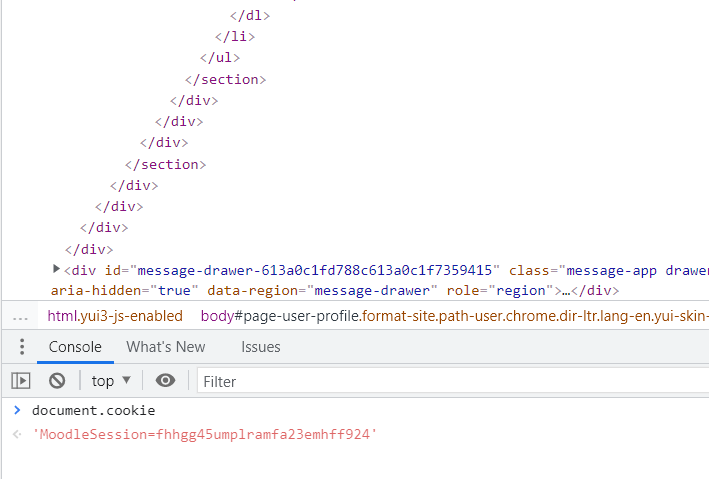 </dl>
</li>
</ul>
</section>
</div>
</div>
</div>
</section>
</div>
</div>
</div>
</div>
<div id="message-drawer-613a0c1fd788c613a0c1f7359415" class="message-app drawer
aria-hidden="true" data-region="message-drawer" role="region">…</div>
... html.yui3-js-enabled body#page-user-profile.format-site.path-user.chrome.dir-ltr.lang-en.yui-skin-
Console What's New Issues
top ▼ Filter
> document.cookie
'MoodleSession=fhhgg45umplramfa23emhff924'